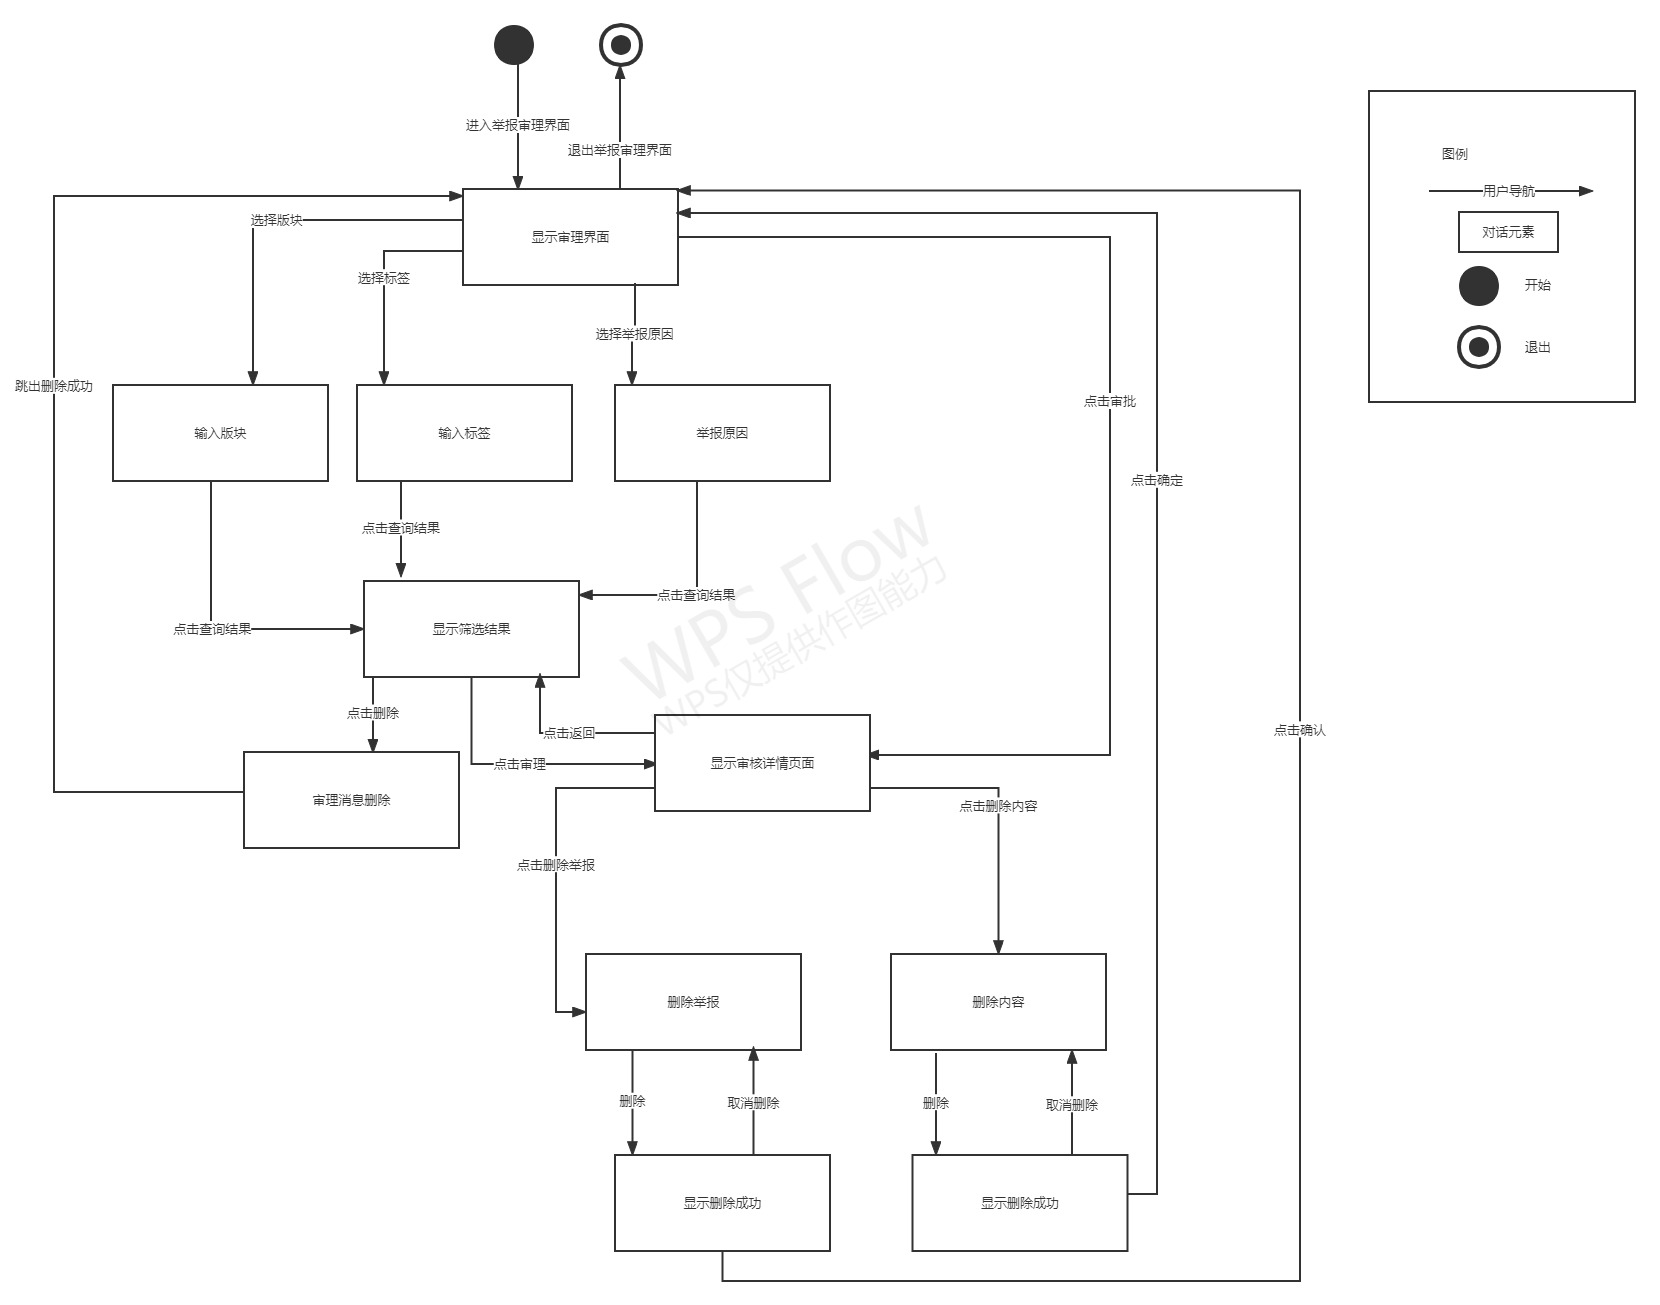 进入举报审理界面
退出举报审理界面
图例
用户导航
对话元素
开始
退出
选择版块
显示审理界面
选择标签
选择举报原因
跳出删除成功
点击审批
输入版块
输入标签
举报原因
点击确定
点击查询结果
点击查询结果
点击查询结果
显示筛选结果
WPS Flow
WPS仅提供作图能力
点击删除
点击返回
点击审理
显示审核详情页面
点击确认
审理消息删除
点击删除内容
点击删除举报
删除举报
删除内容
删除
取消删除
删除
取消删除
显示删除成功
显示删除成功